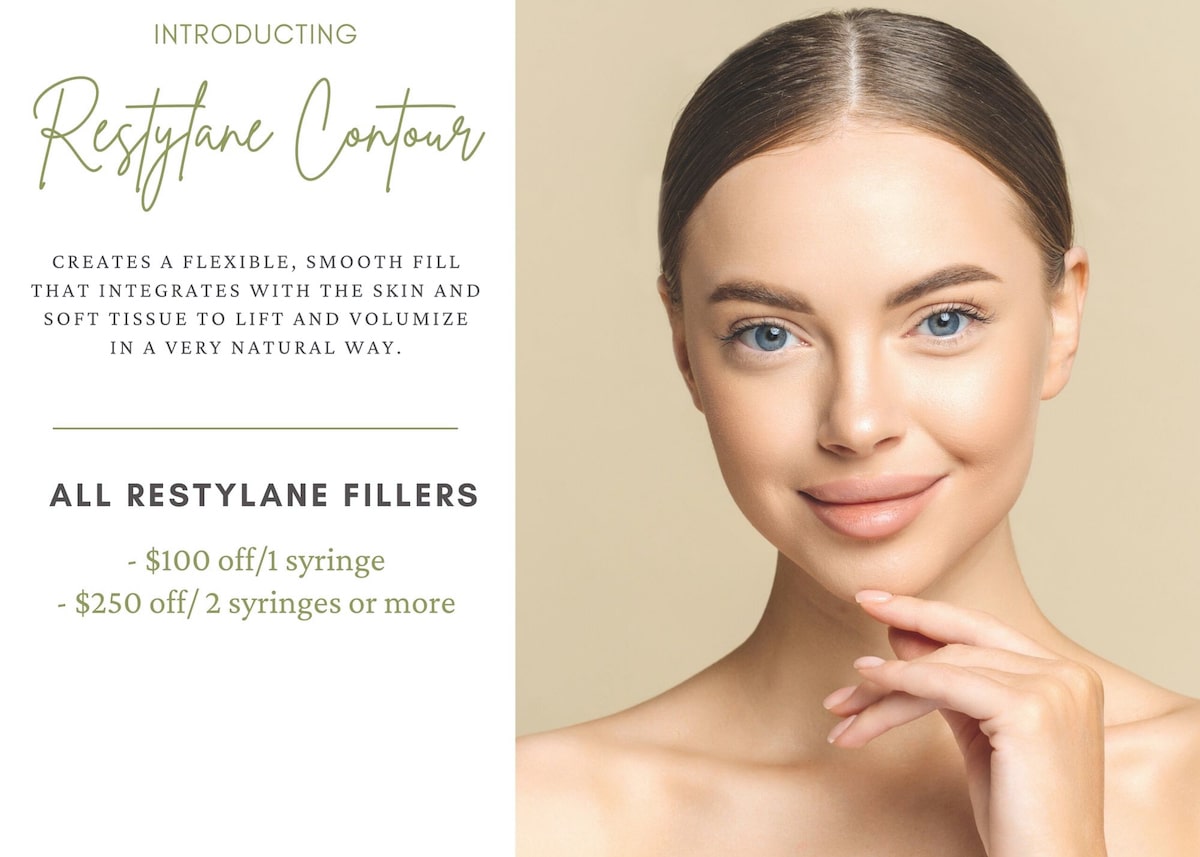 INTRODUCTING
Restylane Contour
CREATES A FLEXIBLE, SMOOTH FILL
THAT INTEGRATES WITH THE SKIN AND
SOFT TISSUE TO LIFT AND VOLUMIZE
IN A VERY NATURAL WAY.
ALL RESTYLANE FILLERS
- $100 off/1 syringe
- $250 off/ 2 syringes or more